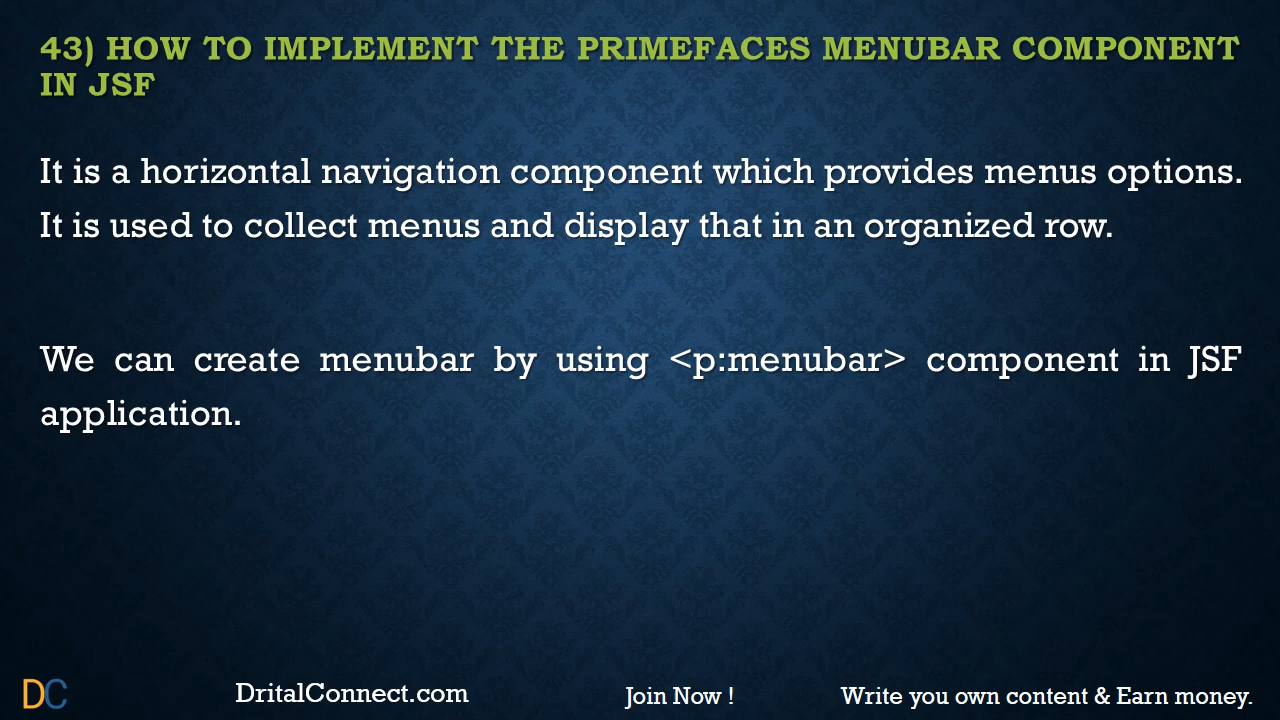 43) HOW TO IMPLEMENT THE PRIMEFACES MENUBAR COMPONENT
IN JSF
It is a horizontal navigation component which provides menus options.
It is used to collect menus and display that in an organized row.
We can create menubar by using <p:menubar> component in JSF
application.
DC
DritalConnect.com
Join Now !
Write you own content & Earn money.